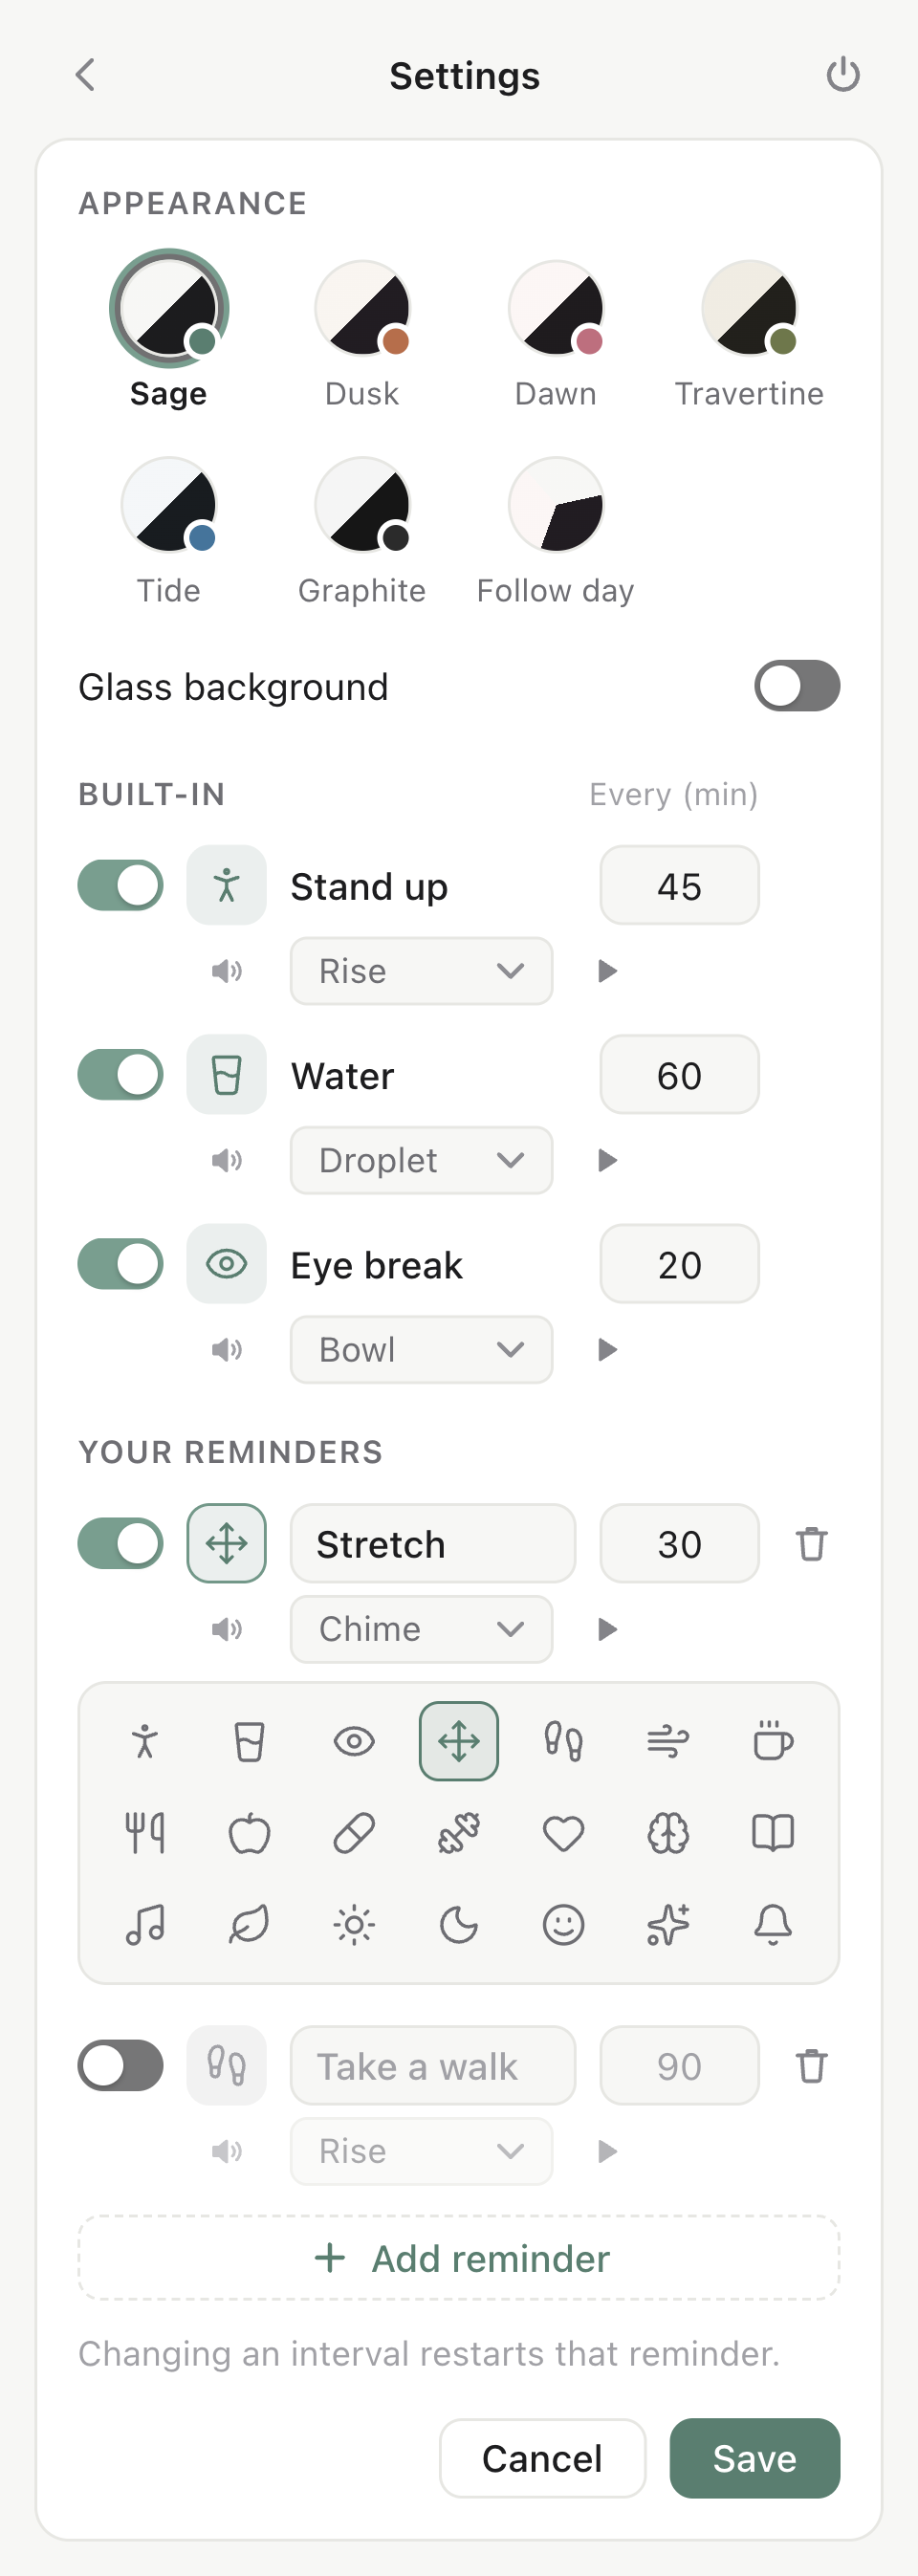 Settings
APPEARANCE
Sage Dusk Dawn Travertine
Tide Graphite Follow day
Glass background
BUILT-IN Every (min)
Stand up 45
Rise
Water 60
Droplet
Eye break 20
Bowl
YOUR REMINDERS
Stretch 30
Chime
Take a walk 90
Rise
+ Add reminder
Changing an interval restarts that reminder.
Cancel Save